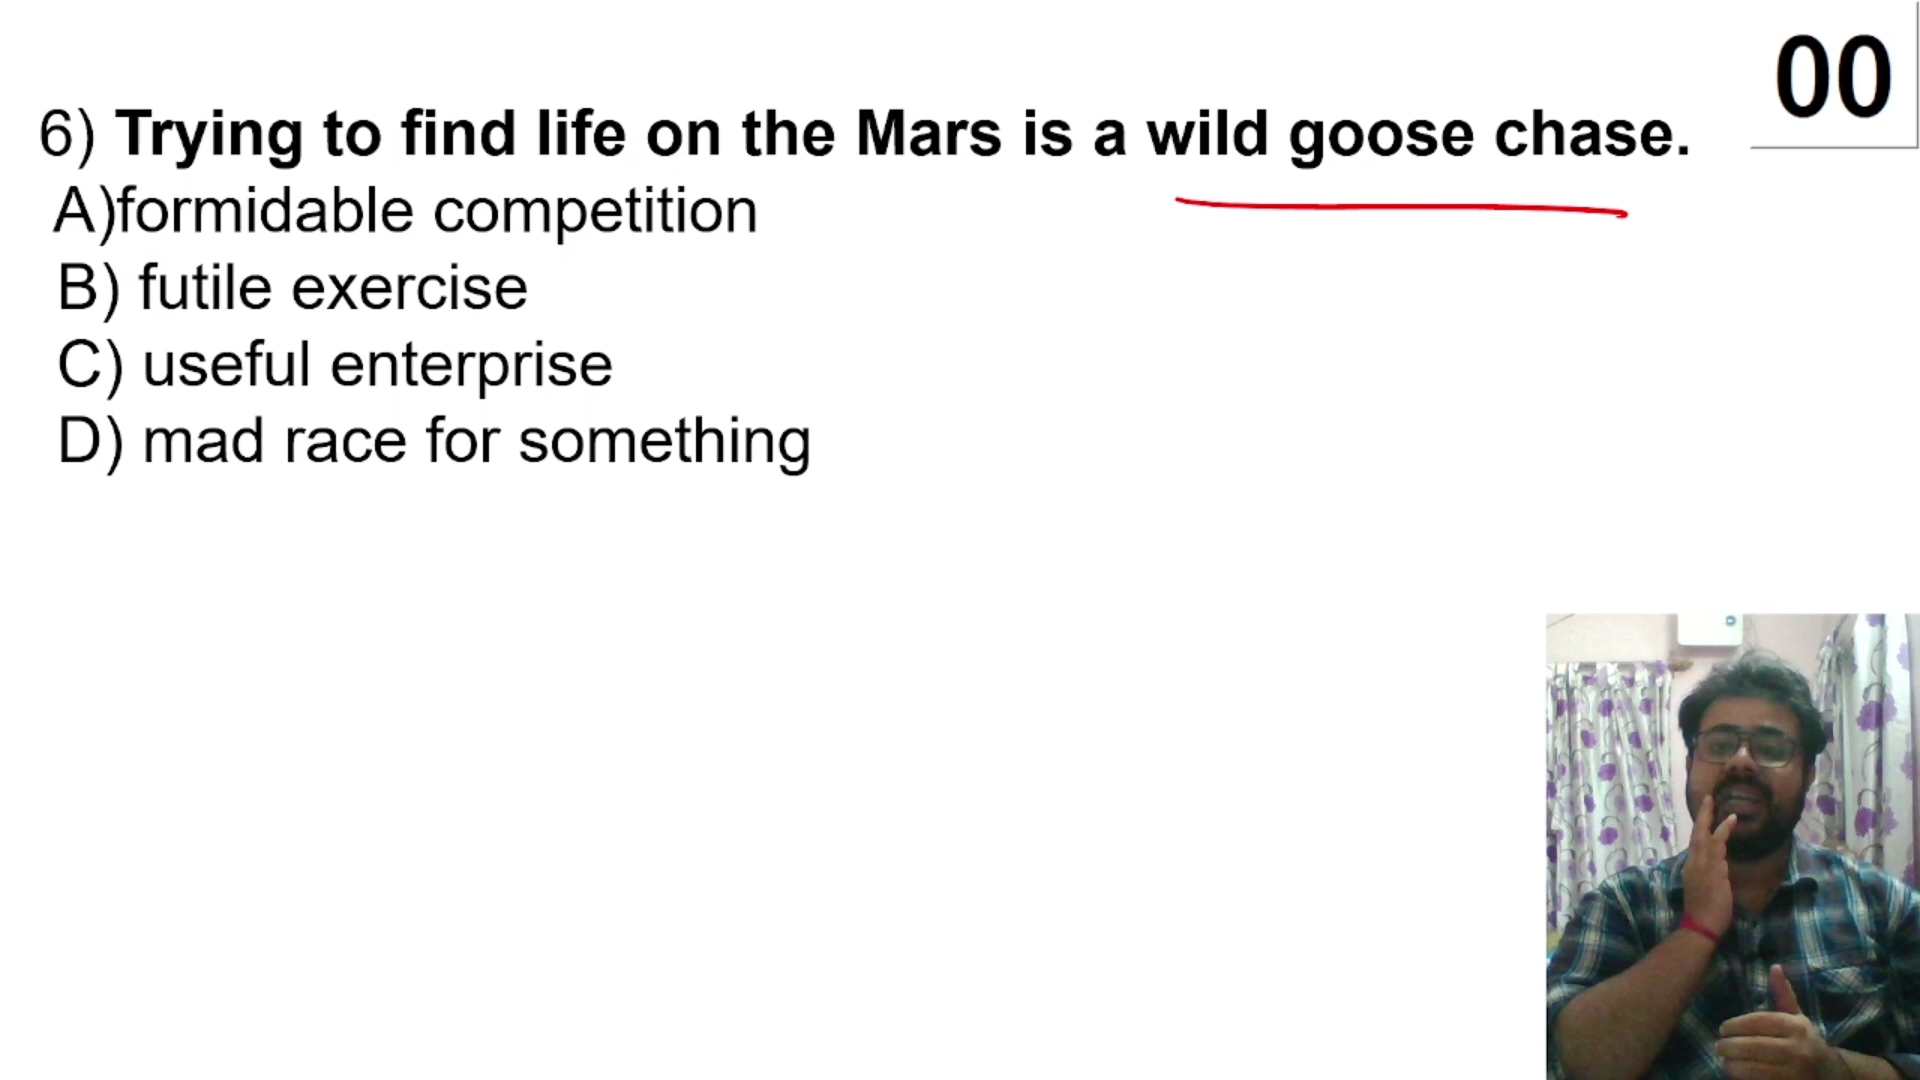 00
6) Trying to find life on the Mars is a wild goose chase.
A)formidable competition
B) futile exercise
C) useful enterprise
D) mad race for something